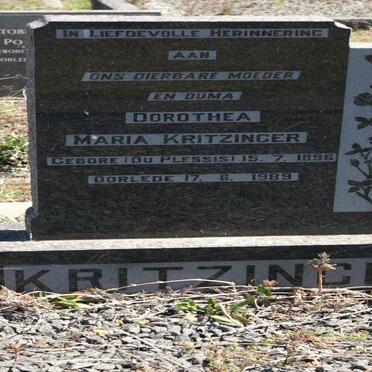 IN LIEFDEVOLLE HERINNERING
AAN
ONS DIERBARE MOEDER
EN OUMA
DOROTHEA
MARIA KRITZINGER
GEBORE (DU PLESSIS) 15. 7. 1896
OORLEDE 17. 6. 1989
KRITZING